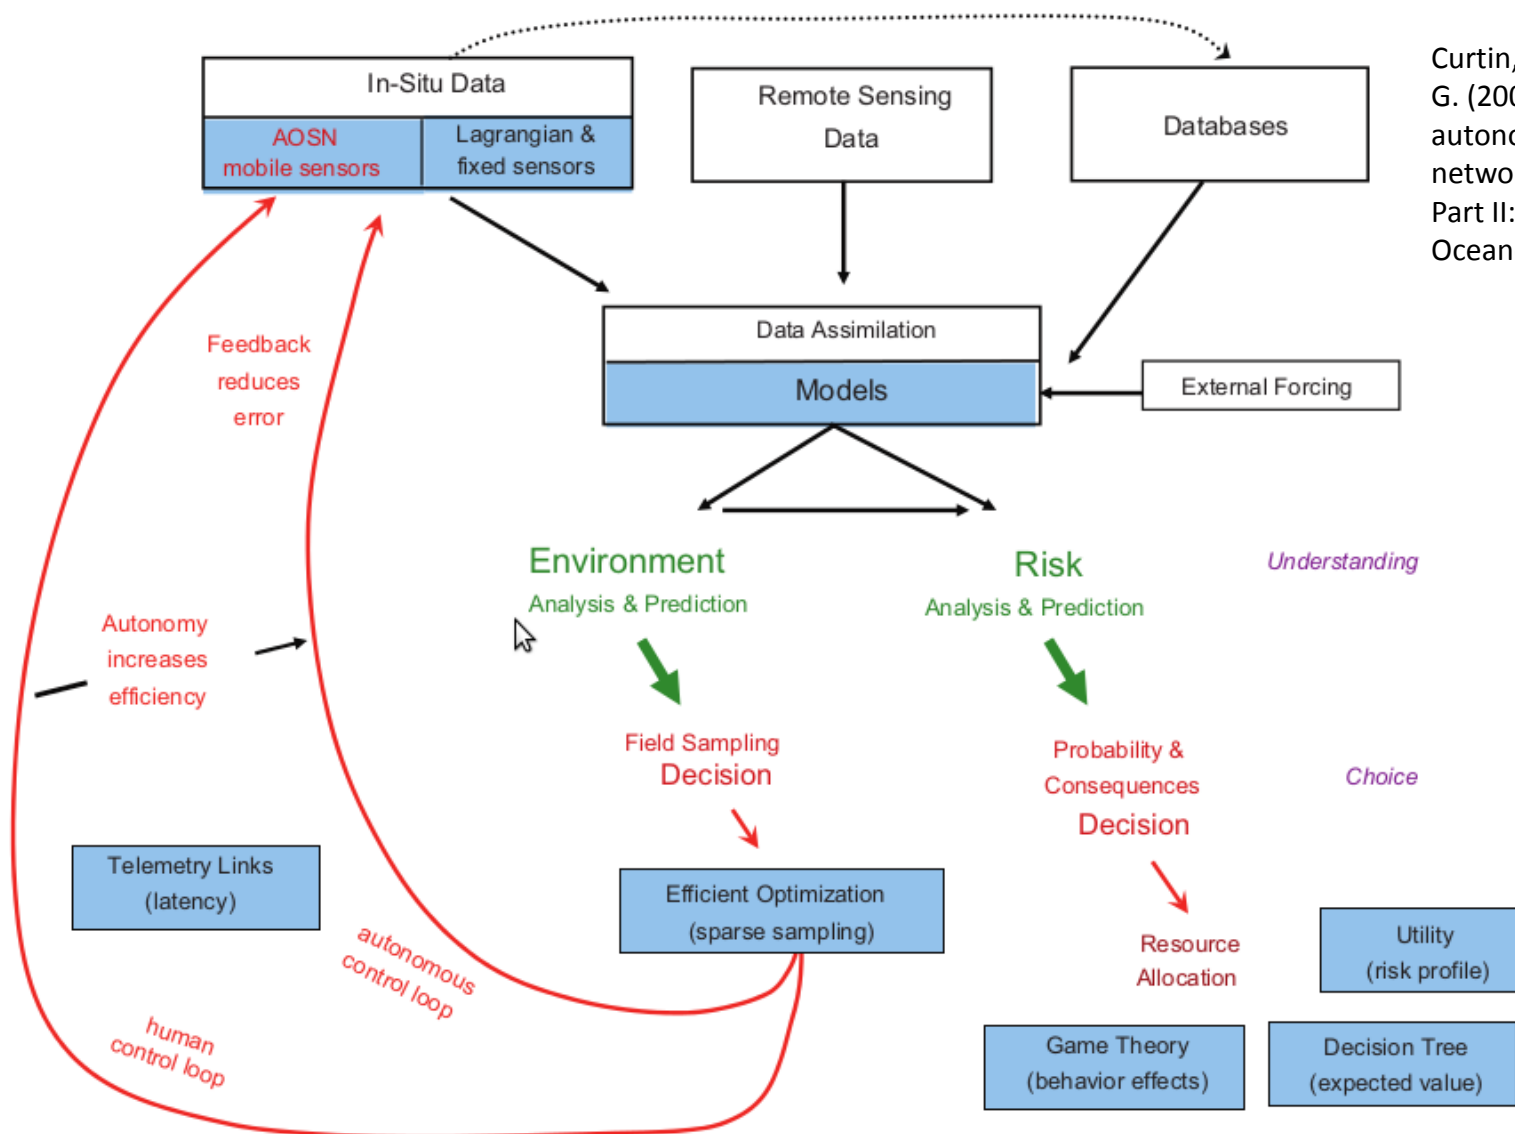 In-Situ Data
AOSN
mobile sensors
Lagrangian &
fixed sensors
Remote Sensing
Data
Databases
Curtin,
G. (200
autono
netwo
Part II:
Ocean
Data Assimilation
Models
External Forcing
Feedback
reduces
error
Environment
Analysis & Prediction
Risk
Analysis & Prediction
Understanding
Autonomy
increases
efficiency
Field Sampling
Decision
Probability &
Consequences
Decision
Choice
Telemetry Links
(latency)
Efficient Optimization
(sparse sampling)
autonomous
control loop
human
control loop
Resource
Allocation
Utility
(risk profile)
Game Theory
(behavior effects)
Decision Tree
(expected value)